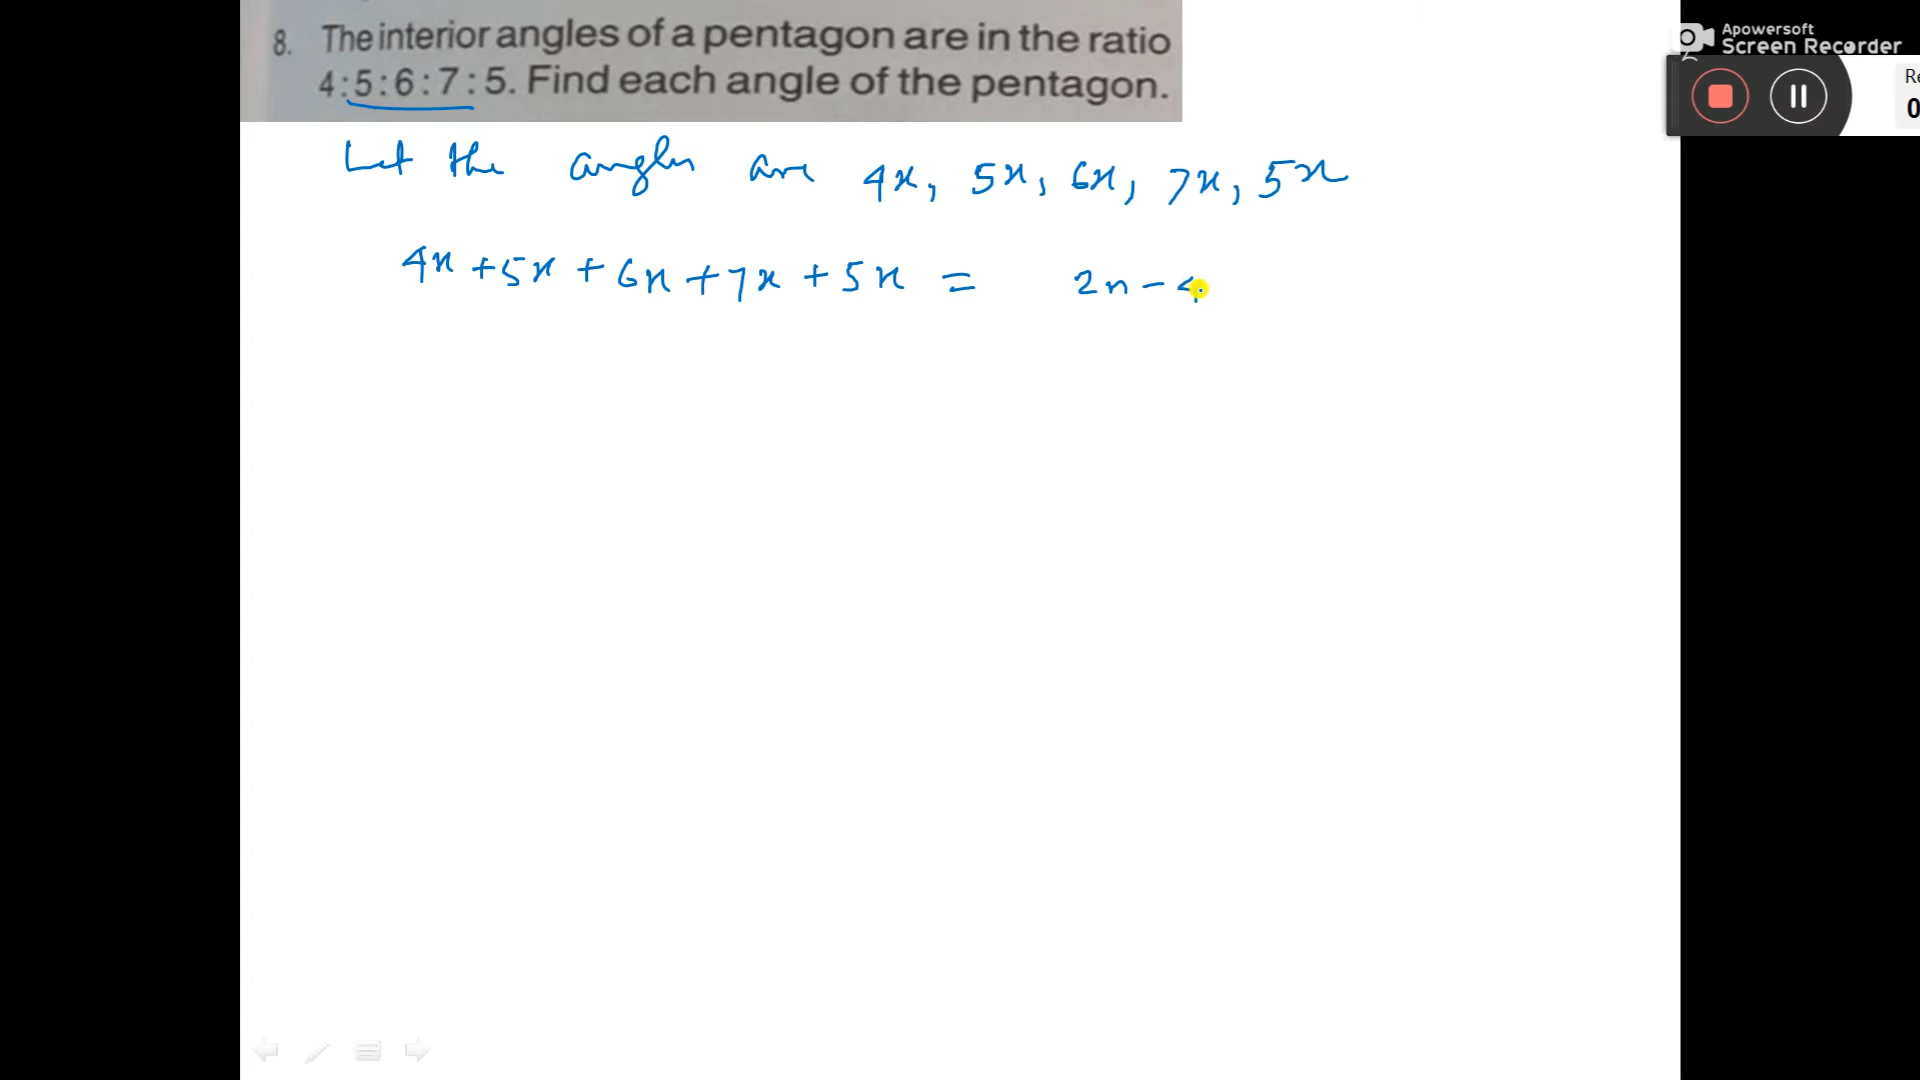 8. The interior angles of a pentagon are in the ratio
4:5:6:7:5. Find each angle of the pentagon.
Apowersoft
Screen Recorder
Re
0
Let the angles are 4x, 5x, 6x, 7x, 5x
4x + 5x + 6x + 7x + 5x = 2n - 4